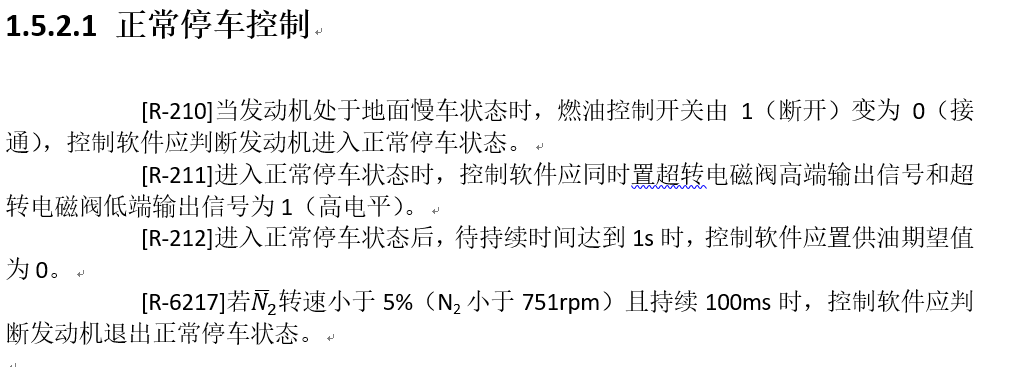 1.5.2.1 正常停车控制
[R-210]当发动机处于地面慢车状态时，燃油控制开关由 1（断开）变为 0（接
通），控制软件应判断发动机进入正常停车状态。
[R-211]进入正常停车状态时，控制软件应同时置超转电磁阀高端输出信号和超
转电磁阀低端输出信号为 1（高电平）。
[R-212]进入正常停车状态后，待持续时间达到 1s 时，控制软件应置供油期望值
为 0。
[R-6217]若N̅₂转速小于 5%（N₂ 小于 751rpm）且持续 100ms 时，控制软件应判
断发动机退出正常停车状态。